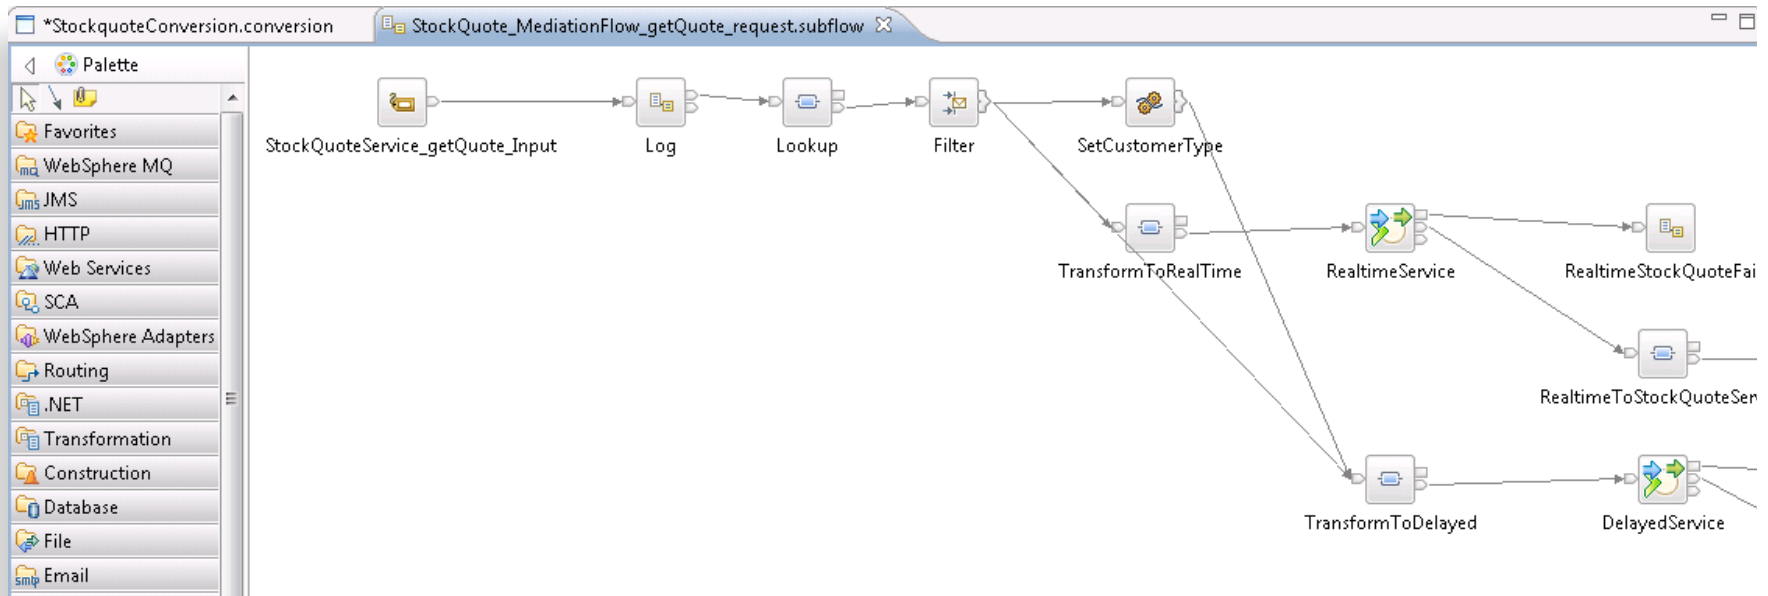 *StockquoteConversion.conversion
StockQuote_MediationFlow_getQuote_request.subflow
Palette
Favorites
WebSphere MQ
JMS
HTTP
Web Services
SCA
WebSphere Adapters
Routing
.NET
Transformation
Construction
Database
File
Email
StockQuoteService_getQuote_Input
Log
Lookup
Filter
SetCustomerType
TransformToRealTime
RealtimeService
RealtimeStockQuoteFai
RealtimeToStockQuoteSer
TransformToDelayed
DelayedService